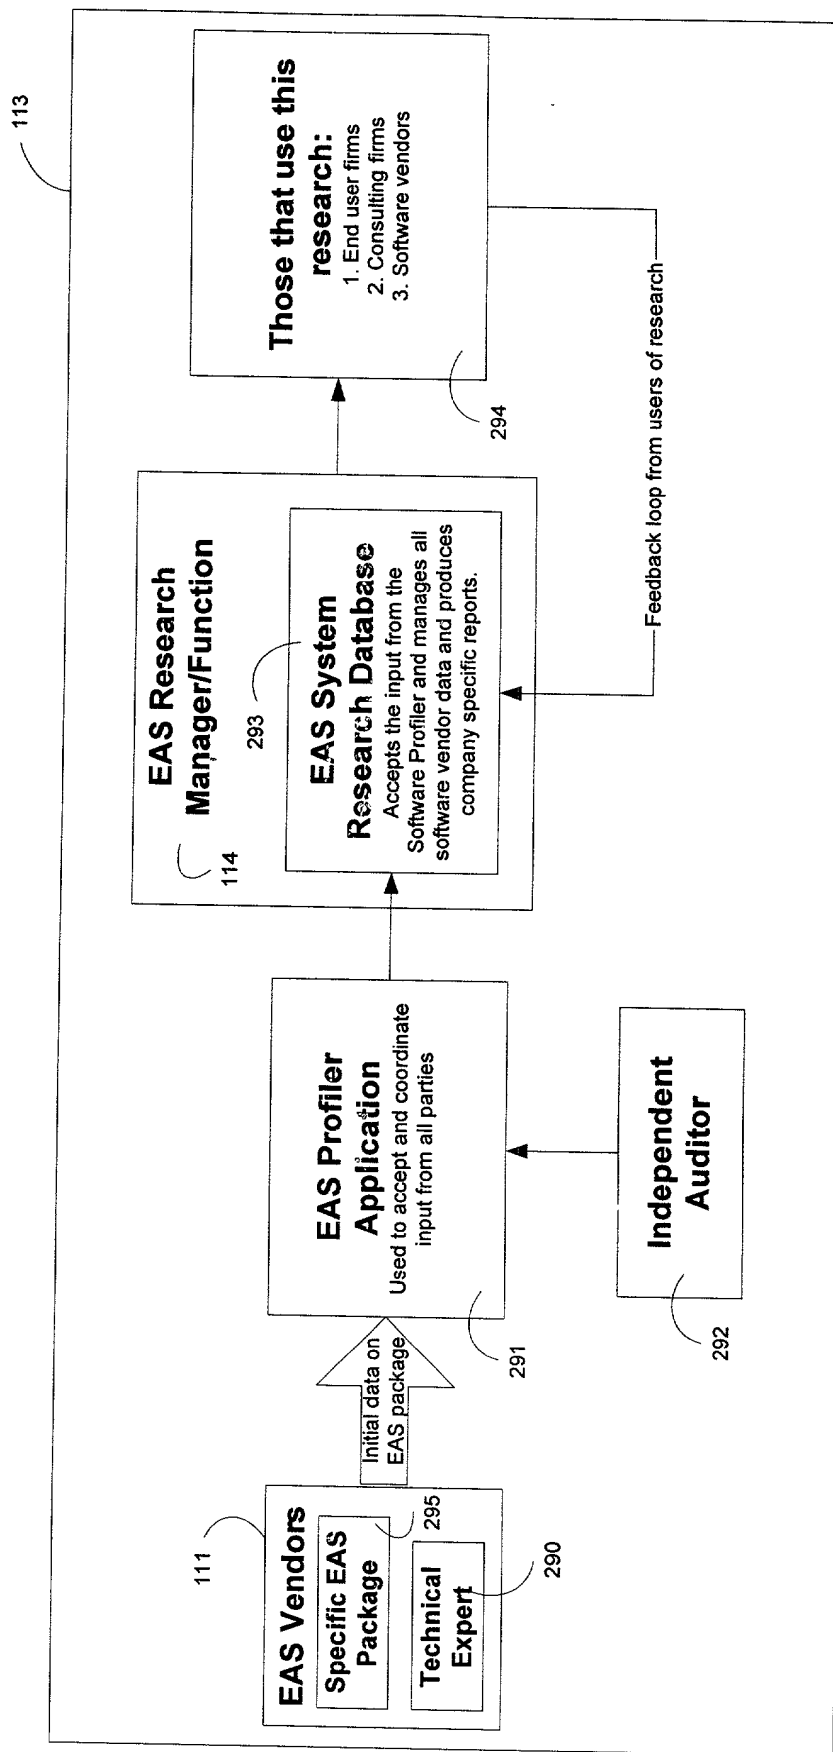 113
111
EAS Vendors
Specific EAS
Package
295
Technical
Expert
290
Initial data on
EAS package
EAS Profiler
Application
Used to accept and coordinate
input from all parties
291
Independent
Auditor
292
EAS Research
Manager/Function
114
293
EAS System
Research Database
Accepts the input from the
Software Profiler and manages all
software vendor data and produces
company specific reports.
Those that use this
research:
1. End user firms
2. Consulting firms
3. Software vendors
294
Feedback loop from users of research